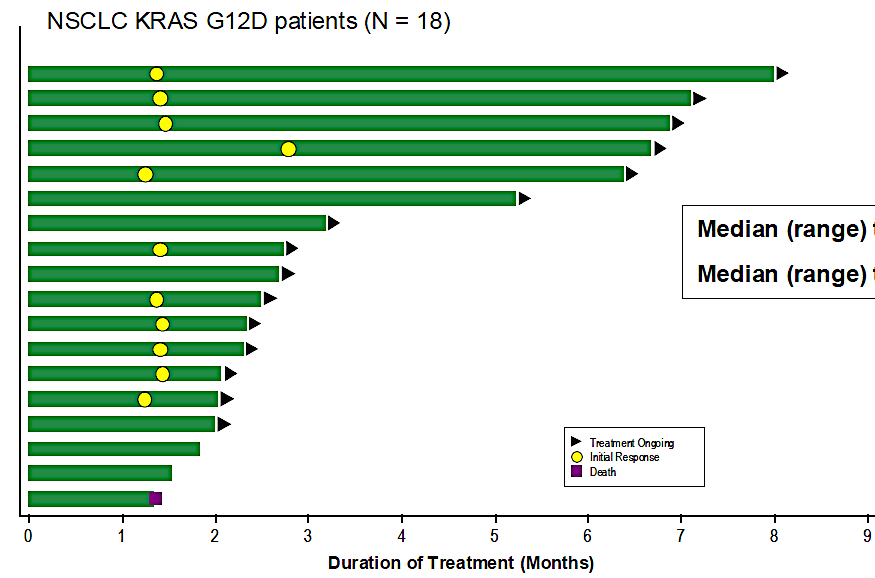 NSCLC KRAS G12D patients (N = 18)
Median (range) t
Median (range) t
Treatment Ongoing
Initial Response
Death
0 1 2 3 4 5 6 7 8 9
Duration of Treatment (Months)